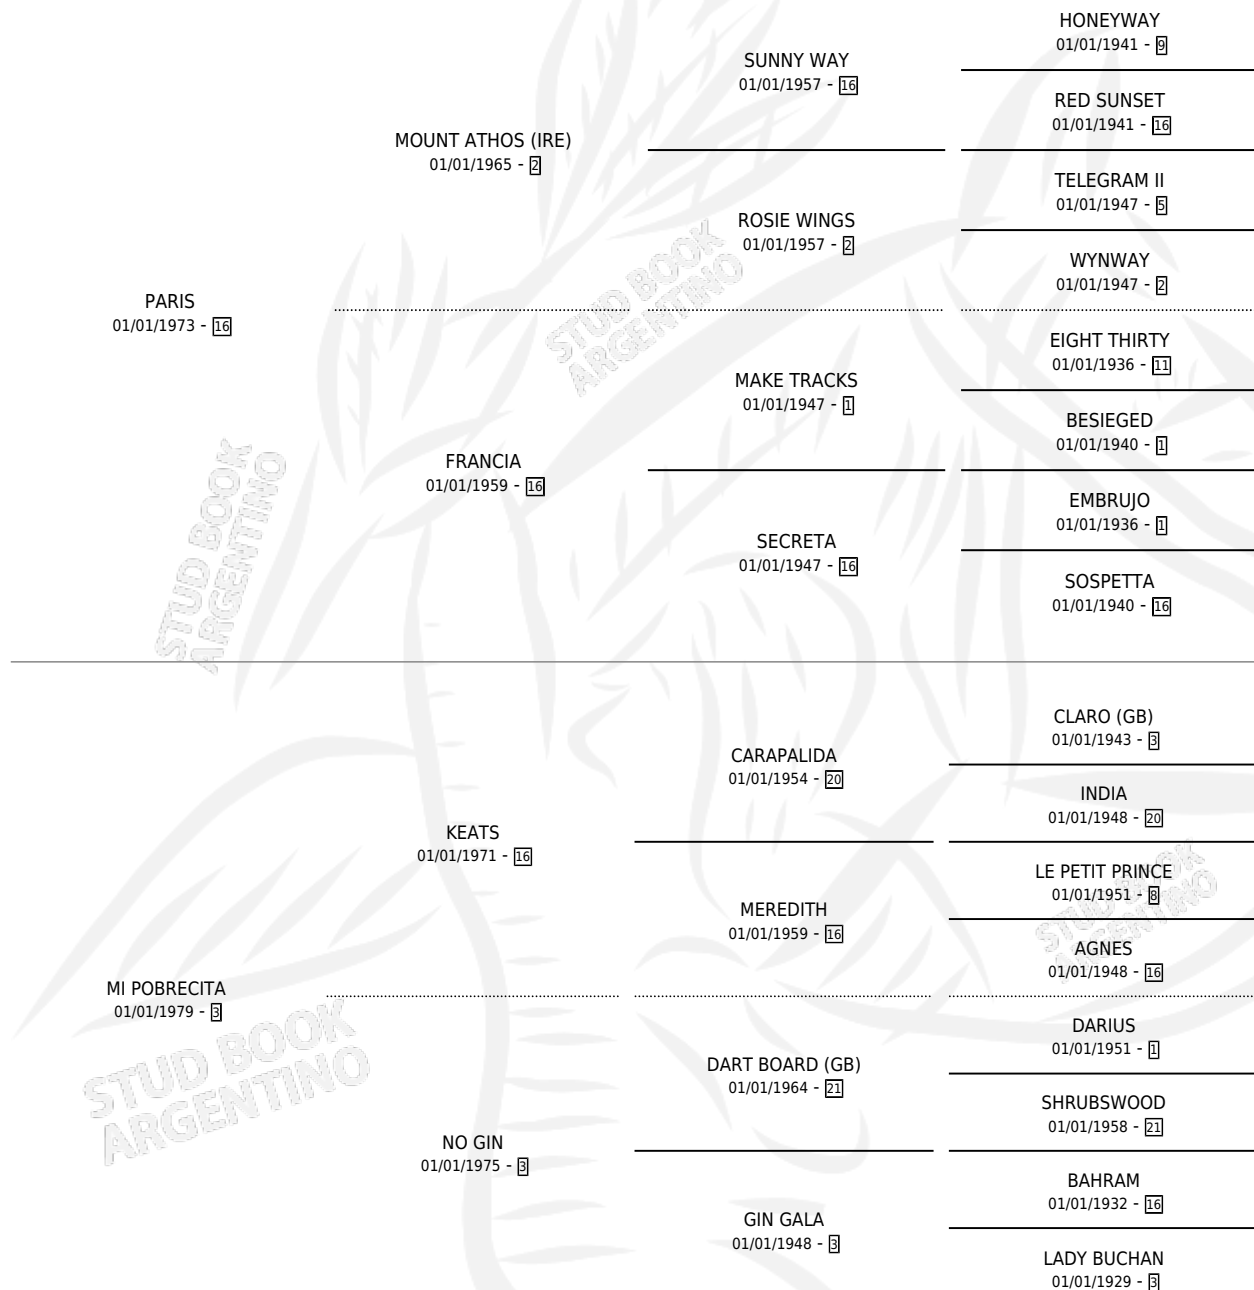 HONEYWAY
01/01/1941 - 9
SUNNY WAY
01/01/1957 - 16
RED SUNSET
01/01/1941 - 16
MOUNT ATHOS (IRE)
01/01/1965 - 2
TELEGRAM II
01/01/1947 - 5
ROSIE WINGS
01/01/1957 - 2
WYNWAY
01/01/1947 - 2
PARIS
01/01/1973 - 16
EIGHT THIRTY
01/01/1936 - 11
MAKE TRACKS
01/01/1947 - 1
BESIEGED
01/01/1940 - 1
FRANCIA
01/01/1959 - 16
EMBRUJO
01/01/1936 - 1
SECRETA
01/01/1947 - 16
SOSPETTA
01/01/1940 - 16
CLARO (GB)
01/01/1943 - 3
CARAPALIDA
01/01/1954 - 20
INDIA
01/01/1948 - 20
KEATS
01/01/1971 - 16
LE PETIT PRINCE
01/01/1951 - 8
MEREDITH
01/01/1959 - 16
AGNES
01/01/1948 - 16
MI POBRECITA
01/01/1979 - 3
DARIUS
01/01/1951 - 1
DART BOARD (GB)
01/01/1964 - 21
SHRUBSWOOD
01/01/1958 - 21
NO GIN
01/01/1975 - 3
BAHRAM
01/01/1932 - 16
GIN GALA
01/01/1948 - 3
LADY BUCHAN
01/01/1929 - 3
STUD BOOK
ARGENTINO
STUD BOOK
ARGENTINO
STUD BOOK
ARGENTINO
STUD BOOK
ARGENTINO